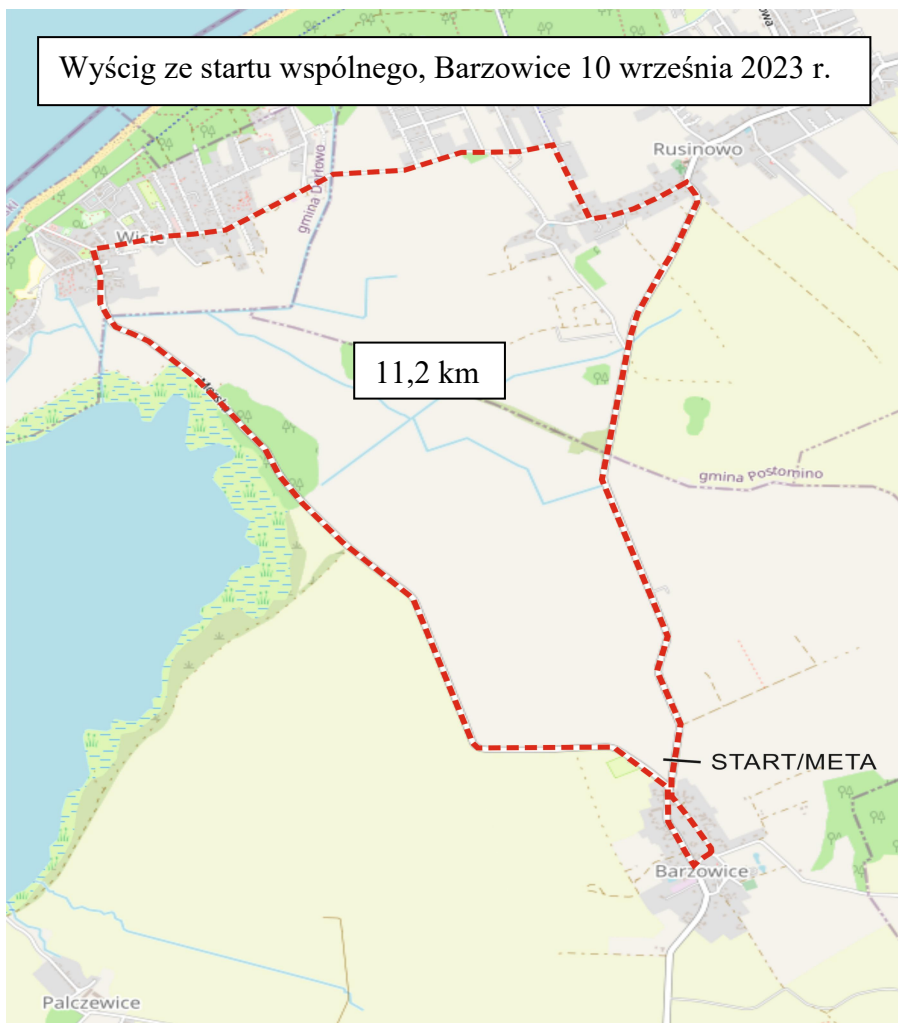 Wyścig ze startu wspólnego, Barzowice 10 września 2023 r.
Rusinowo
gmina Darłowo
Wicie
11,2 km
gmina Postomino
START/META
Barzowice
Palczewice